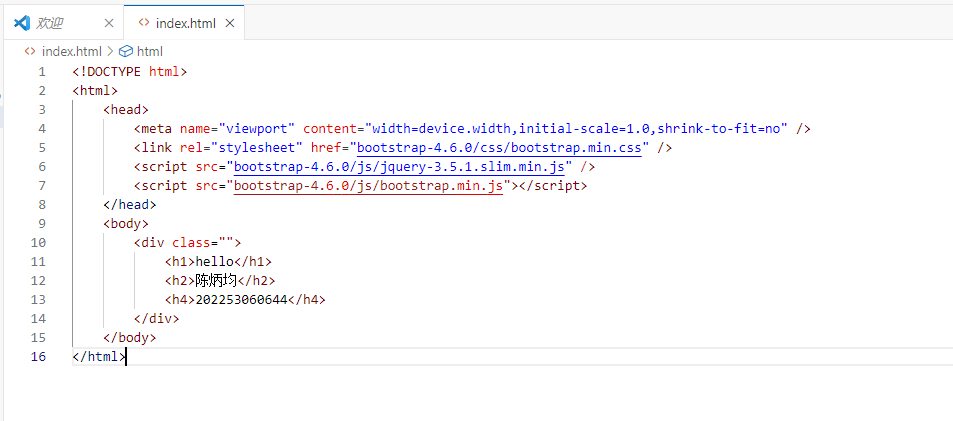 欢迎 index.html
index.html > html
1 <!DOCTYPE html>
2 <html>
3 <head>
4 <meta name="viewport" content="width=device.width,initial-scale=1.0,shrink-to-fit=no" />
5 <link rel="stylesheet" href="bootstrap-4.6.0/css/bootstrap.min.css" />
6 <script src="bootstrap-4.6.0/js/jquery-3.5.1.slim.min.js" />
7 <script src="bootstrap-4.6.0/js/bootstrap.min.js"></script>
8 </head>
9 <body>
10 <div class="">
11 <h1>hello</h1>
12 <h2>陈炳均</h2>
13 <h4>202253060644</h4>
14 </div>
15 </body>
16 </html>